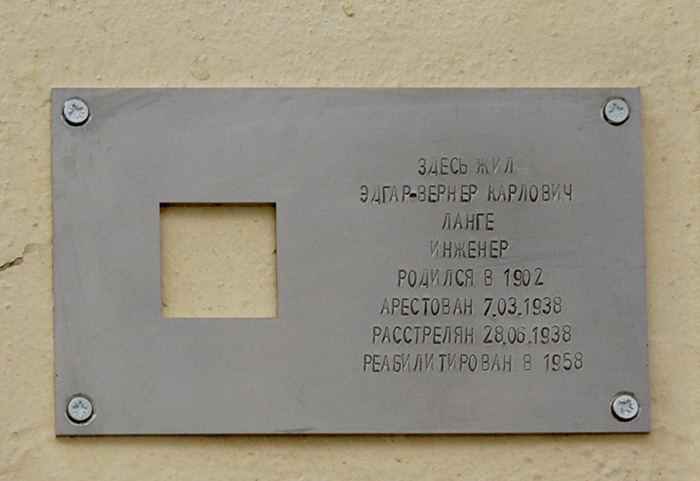 ЗДЕСЬ ЖИЛ
ЭДГАР-ВЕРНЕР КАРЛОВИЧ
ЛАНГЕ
ИНЖЕНЕР
РОДИЛСЯ В 1902
АРЕСТОВАН 7.03.1938
РАССТРЕЛЯН 28.06.1938
РЕАБИЛИТИРОВАН В 1958